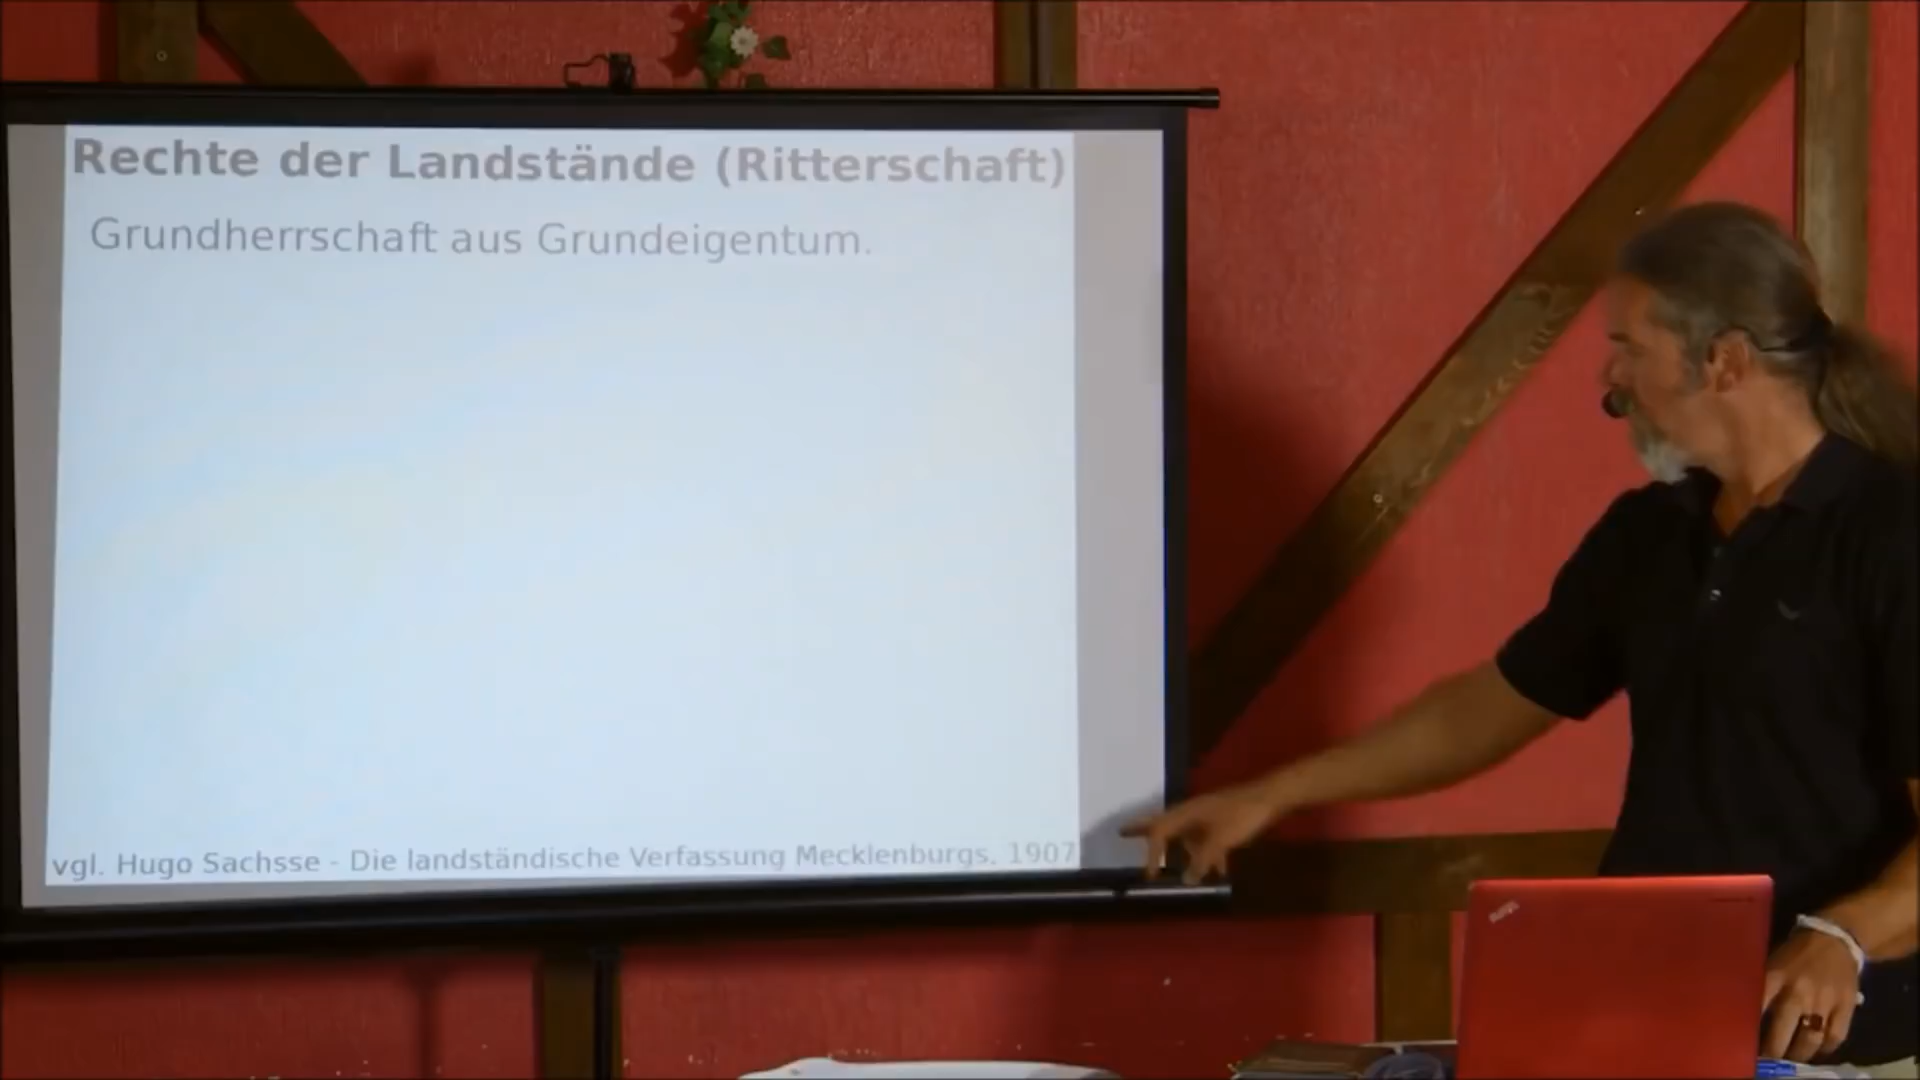 Rechte der Landstände (Ritterschaft)
Grundherrschaft aus Grundeigentum.
vgl. Hugo Sachsse - Die landständische Verfassung Mecklenburgs, 1907